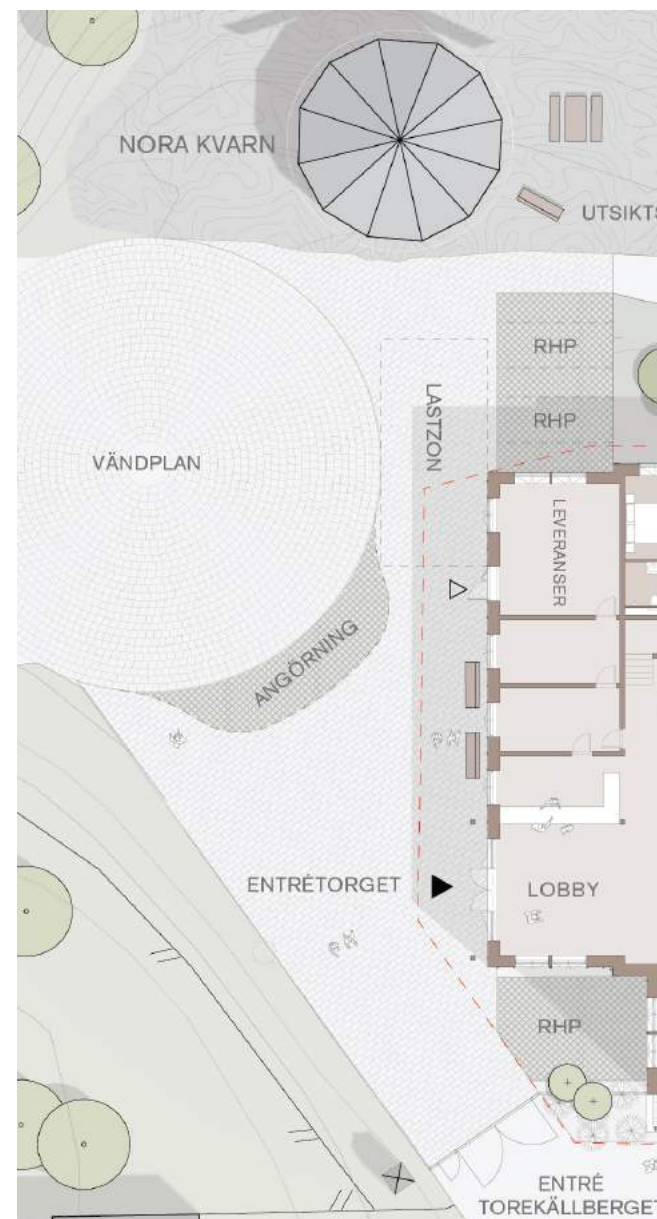 NORA KVARN
UTSIKTS
RHP
RHP
LASTZON
VÄNDPLAN
LEVERANSER
ANGÖRNING
ENTRÉTORGET
LOBBY
RHP
ENTRÉ
TOREKÄLLBERGET